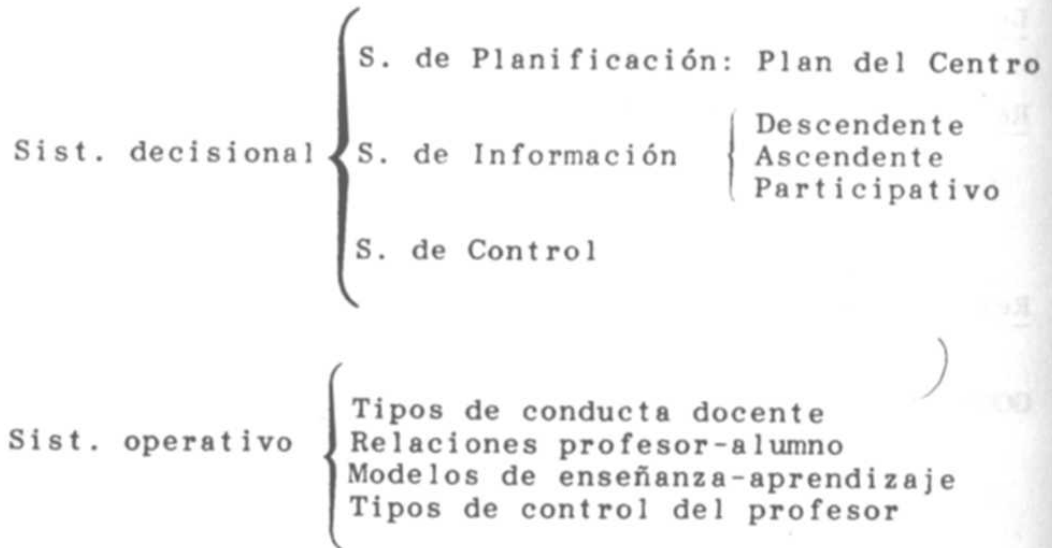 S. de Planificación: Plan del Centro
Descendente
Sist. decisional S. de Información Ascendente
Participativo
S. de Control
Tipos de conducta docente
Sist. operativo Relaciones profesor-alumno
Modelos de enseñanza-aprendizaje
Tipos de control del profesor